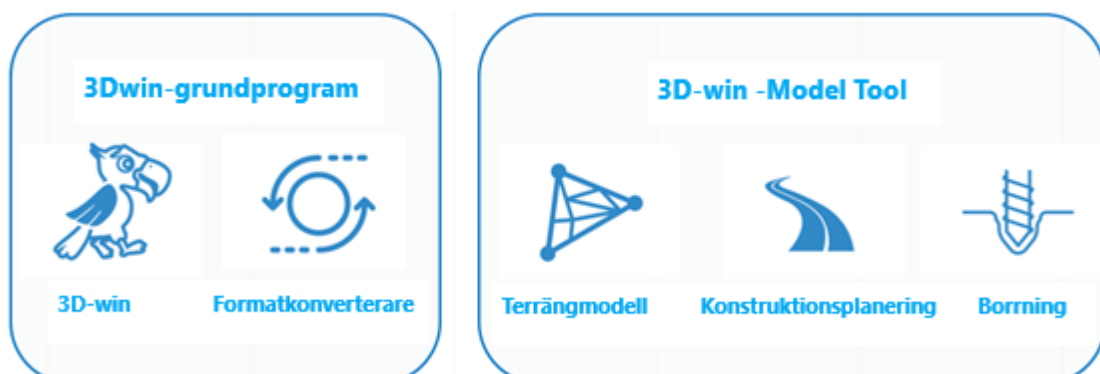 3Dwin-grundprogram
3D-win
Formatkonverterare
3D-win -Model Tool
Terrängmodell
Konstruktionsplanering
Borrning